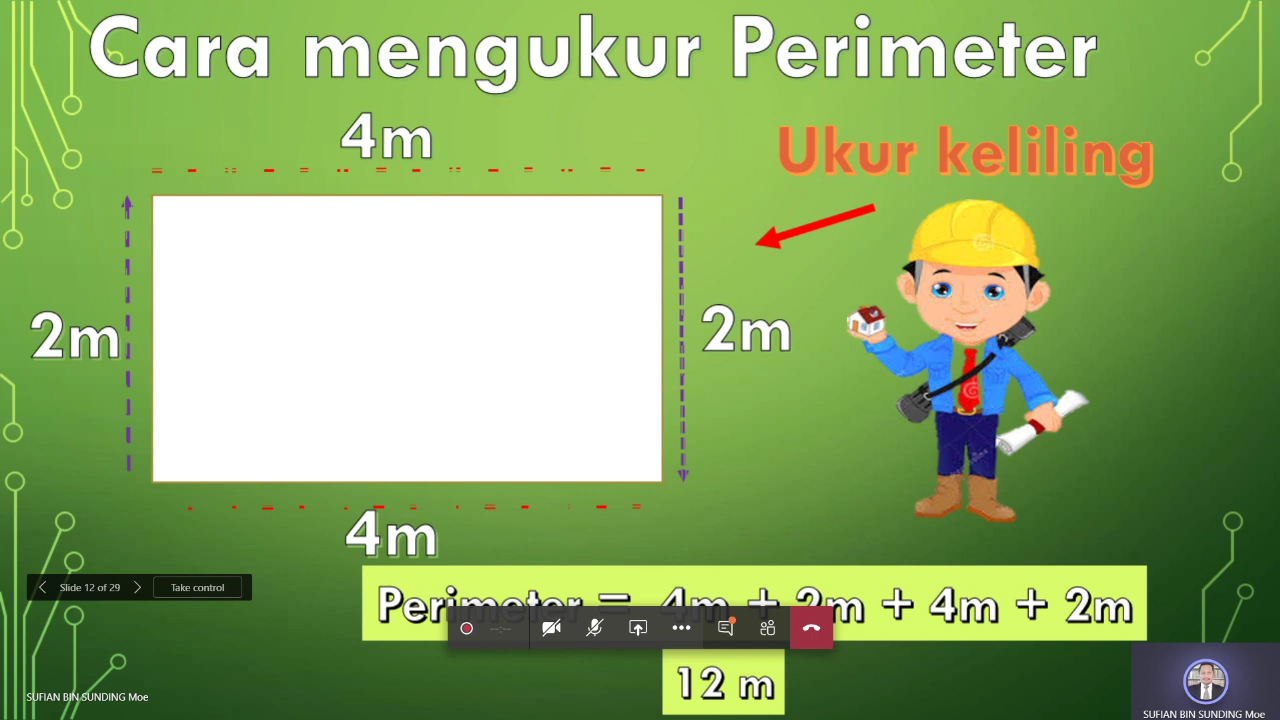 Cara mengukur Perimeter
4m
Ukur keliling
2m
2m
4m
Slide 12 of 29
Take control
Perimeter = 4m + 2m + 4m + 2m
--:--
12 m
SUFIAN BIN SUNDING Moe
SUFIAN BIN SUNDING Moe